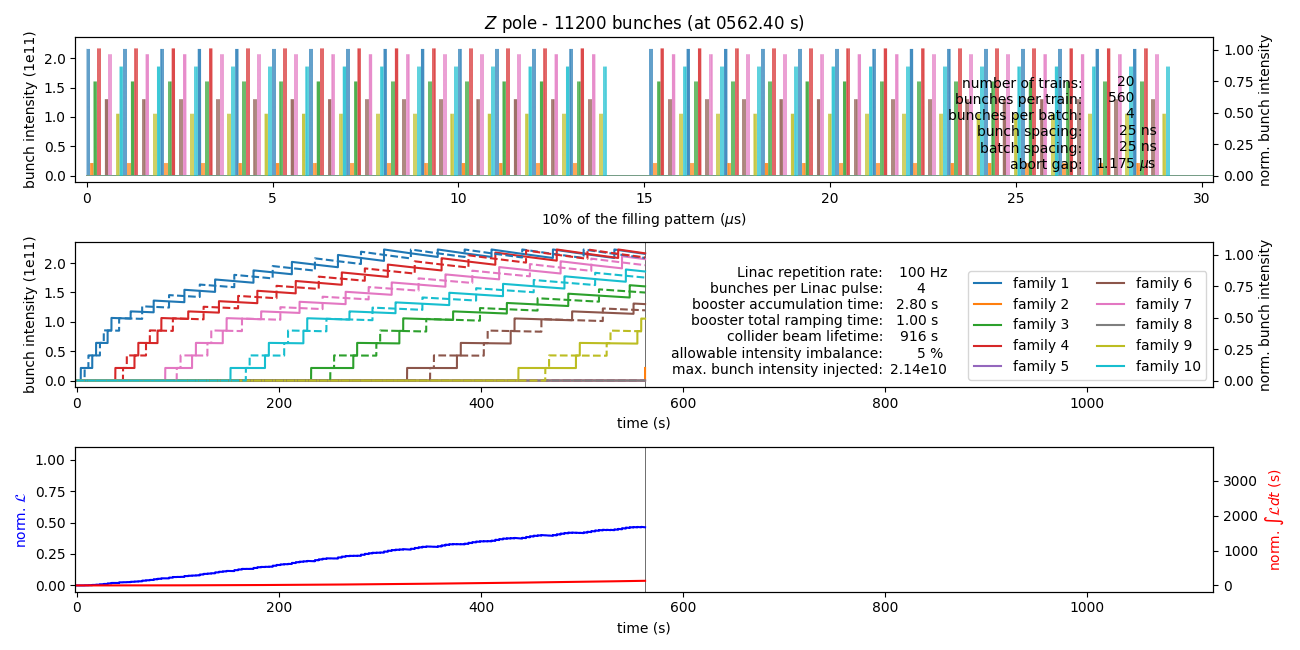 Z pole - 11200 bunches (at 0562.40 s)
bunch intensity (1e11)
2.0
1.5
1.0
0.5
0.0
1.00
0.75
0.50
0.25
0.00
norm. bunch intensity
number of trains: 20
bunches per train: 560
bunches per batch: 4
bunch spacing: 25 ns
batch spacing: 25 ns
abort gap: 1.175 μs
0 5 10 15 20 25 30
10% of the filling pattern (μs)
bunch intensity (1e11)
2.0
1.5
1.0
0.5
0.0
1.00
0.75
0.50
0.25
0.00
norm. bunch intensity
Linac repetition rate: 100 Hz
bunches per Linac pulse: 4
booster accumulation time: 2.80 s
booster total ramping time: 1.00 s
collider beam lifetime: 916 s
allowable intensity imbalance: 5 %
max. bunch intensity injected: 2.14e10
family 1 family 6
family 2 family 7
family 3 family 8
family 4 family 9
family 5 family 10
0 200 400 600 800 1000
time (s)
norm. ℒ
1.00
0.75
0.50
0.25
0.00
3000
2000
1000
0
norm. ∫ℒdt (s)
0 200 400 600 800 1000
time (s)